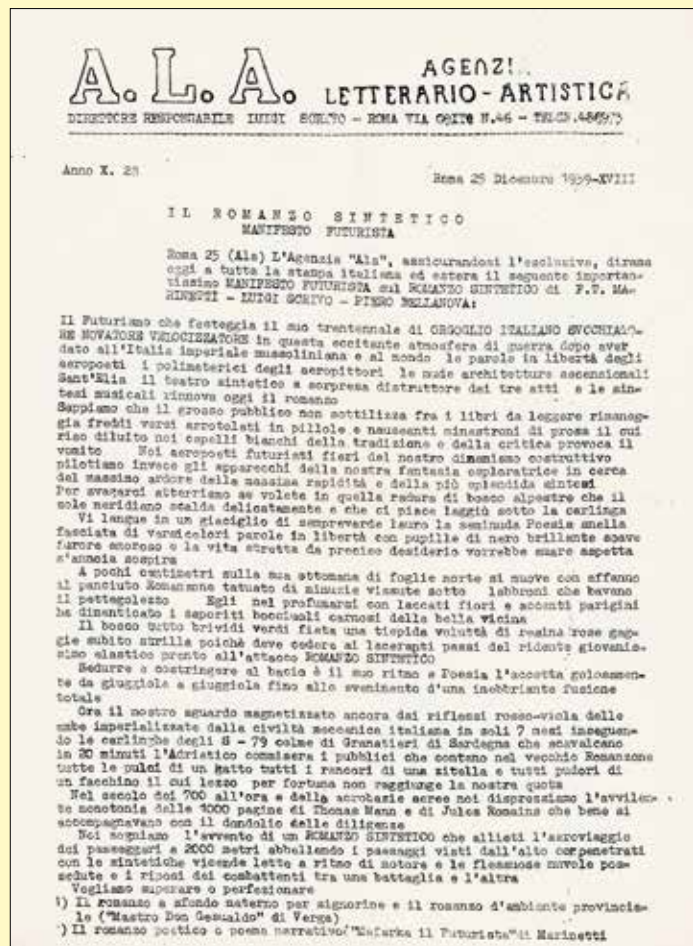 A.L.A. AGENZI
LETTERARIO-ARTISTICA
DIRETTORE RESPONSABILE LUIGI SCRIVO - ROMA VIA N.46 -
Anno X. 25
Roma 25 Dicembre 1939-XVIII
IL ROMANZO SINTETICO
MANIFESTO FUTURISTA
Roma 25 (Ala) L'Agenzia "Ala", assicurandosi l'esclusiva, dirama
oggi a tutta la stampa italiana ed estera il seguente importan-
tissimo MANIFESTO FUTURISTA sul ROMANZO SINTETICO di F.T. MA-
RINETTI - LUIGI SCRIVO - PIERO BELLANOVA:
Il Futurismo che festeggia il suo trentennale di ORGOGLIO ITALIANO
RE NOVATORE VELOCIZZATORE in questa eccitante atmosfera di guerra dopo aver
dato all'Italia imperiale mussoliniana e al mondo le parole in libertà degli
aeropoeti i polimaterici degli aeropittori le nude architetture ascensionali
Sant'Elia il teatro sintetico a sorpresa distruttore dei tre atti e le sin-
tesi musicali rinnova oggi il romanzo
Sappiamo che il grosso pubblico non sottilizza fra i libri da leggere rimaneg-
gia freddi versi arrotolati in pillole e nauseanti minestroni di prosa il cui
riso diluito nei capelli bianchi della tradizione e della critica provoca il
vomito Noi aeropoeti futuristi fieri del nostro dinamismo costruttivo
pilotiamo invece gli apparecchi della nostra fantasia esploratrice in cerca
del massimo ardore della massima rapidità e della più splendida sintesi
Per svagarci atterriamo se volete in quella radura di bosco alpestre che il
sole meridiano scalda delicatamente e che ci piace laggiù sotto la carlinga
Vi langue in un giaciglio di sempreverde lauro la seminuda Poesia snella
fasciata di versicolori parole in libertà con pupille di nero brillante soave
furore amoroso e la vita stretta da preciso desiderio vorrebbe amare aspetta
s'annoia sospira
A pochi centimetri sulla sua ottomana di foglie morte si muove con affanno
il panciuto Romanzone tatuato di minuzie vissute sotto labbroni che bavano
il pettegolezzo Egli nel profumarsi con laccati fiori e accenti parigini
ha dimenticato i saporiti bocciuoli carnosi della bella vicina
Il bosco tutto brividi verdi fiata una tiepida voluttà di resina rose gag-
gie subito strilla poichè deve cedere ai laceranti passi del ridente giovanis-
simo elastico pronto all'attacco ROMANZO SINTETICO
Sedurre e costringere al bacio è il suo ritmo e Poesia l'accetta golosamen-
te da giuggiola a giuggiola fino allo svenimento d'una inebbriante fusione
totale
Ora il nostro sguardo magnetizzato ancora dai riflessi rosso-viola delle
ambe imperializzate dalla civiltà meccanica italiana in soli 7 mesi inseguen-
do le carlinghe degli S - 79 colme di Granatieri di Sardegna che scavalcano
in 20 minuti l'Adriatico commisera i pubblici che contano nel vecchio Romanzone
tutte le pulci di un gatto tutti i rancori di una zitella e tutti pudori di
un facchino il cui lezzo per fortuna non raggiunge la nostra quota
Nel secolo dei 700 all'ora e delle acrobazie aeree noi disprezziamo l'avvilen-
te monotonia delle 1000 pagine di Thomas Mann e di Jules Romains che bene si
accompagnavano con il dondolio delle diligenze
Noi sogniamo l'avvento di un ROMANZO SINTETICO che allieti l'aeroviaggio
dei passeggeri a 2000 metri abbellendo i paesaggi visti dall'alto compenetrati
con le sintetiche vicende lette a ritmo di motore e le flessuose nuvole pos-
sedute e i riposi dei combattenti tra una battaglia e l'altra
Vogliamo superare o perfezionare
1) Il romanzo a sfondo materno per signorine e il romanzo d'ambiente provincia-
le ("Mastro Don Gesualdo" di Verga)
) Il romanzo poetico o poema narrativo("Mafarka il Futurista"di Marinetti